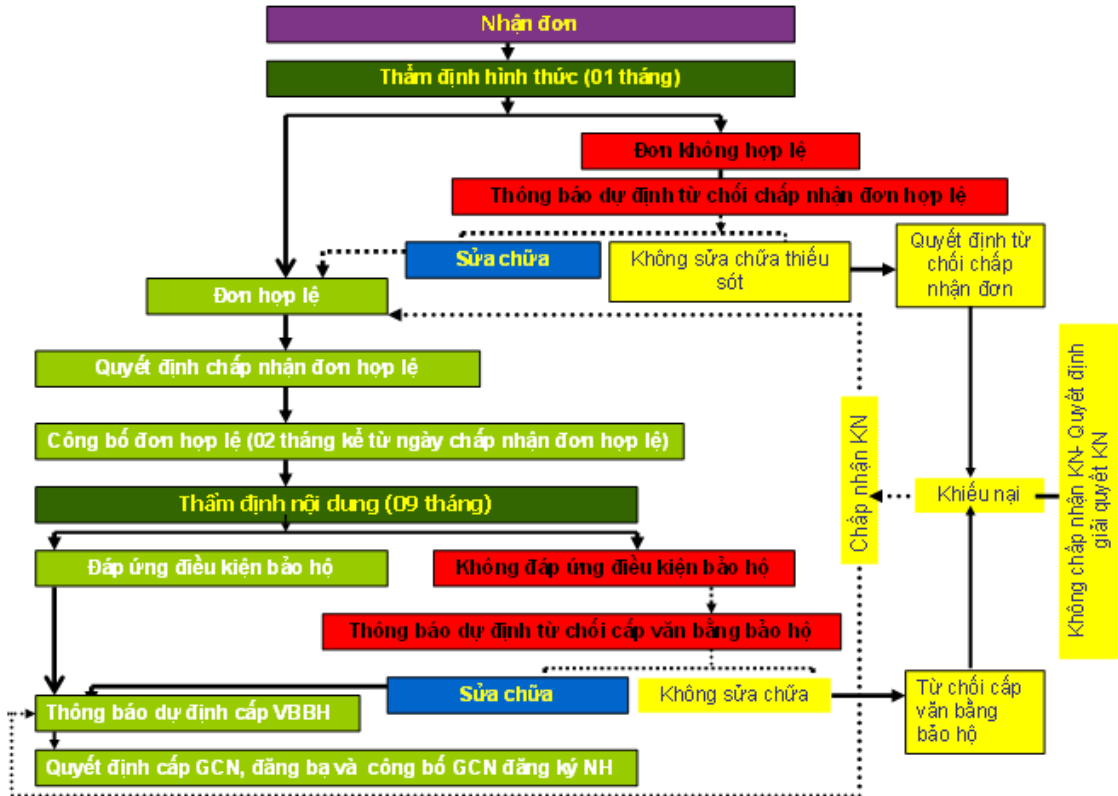 Nhận đơn
Thẩm định hình thức (01 tháng)
Đơn không hợp lệ
Thông báo dự định từ chối chấp nhận đơn hợp lệ
Sửa chữa
Không sửa chữa thiếu
sót
Quyết định từ
chối chấp
nhận đơn
Đơn hợp lệ
Quyết định chấp nhận đơn hợp lệ
Công bố đơn hợp lệ (02 tháng kể từ ngày chấp nhận đơn hợp lệ)
Thẩm định nội dung (09 tháng)
Chấp nhận KN
Khiếu nại
Không chấp nhận KN- Quyết định
giải quyết KN
Đáp ứng điều kiện bảo hộ
Không đáp ứng điều kiện bảo hộ
Thông báo dự định từ chối cấp văn bằng bảo hộ
Sửa chữa
Không sửa chữa
Từ chối cấp
văn bằng
bảo hộ
Thông báo dự định cấp VBBH
Quyết định cấp GCN, đăng bạ và công bố GCN đăng ký NH